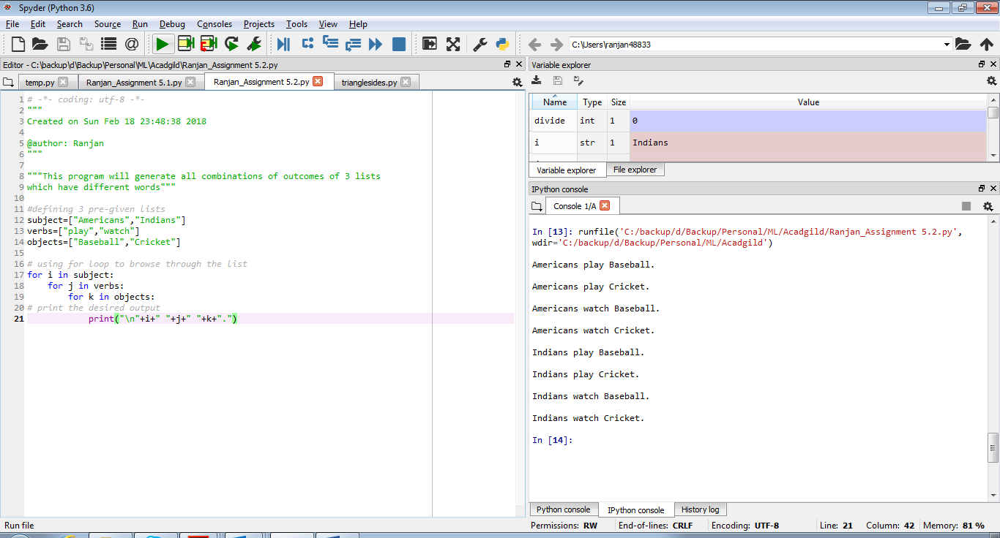 Spyder (Python 3.6)
File Edit Search Source Run Debug Consoles Projects Tools View Help
C:\Users\ranjan48833
Editor - C:\backup\d\Backup\Personal\ML\Acadgild\Ranjan_Assignment 5.2.py
temp.py Ranjan_Assignment 5.1.py Ranjan_Assignment 5.2.py trianglesides.py
1 # -*- coding: utf-8 -*-
2 """
3 Created on Sun Feb 18 23:48:38 2018
4
5 @author: Ranjan
6 """
7
8 """This program will generate all combinations of outcomes of 3 lists
9 which have different words"""
10
11 #defining 3 pre-given lists
12 subject=["Americans","Indians"]
13 verbs=["play","watch"]
14 objects=["Baseball","Cricket"]
15
16 # using for loop to browse through the list
17 for i in subject:
18     for j in verbs:
19         for k in objects:
20 # print the desired output
21             print("\n"+i+" "+j+" "+k+".")
Variable explorer
Name Type Size Value
divide int 1 0
i str 1 Indians
Variable explorer File explorer
IPython console
Console 1/A
In [13]: runfile('C:/backup/d/Backup/Personal/ML/Acadgild/Ranjan_Assignment 5.2.py',
wdir='C:/backup/d/Backup/Personal/ML/Acadgild')
Americans play Baseball.
Americans play Cricket.
Americans watch Baseball.
Americans watch Cricket.
Indians play Baseball.
Indians play Cricket.
Indians watch Baseball.
Indians watch Cricket.
In [14]:
Python console IPython console History log
Run file
Permissions: RW End-of-lines: CRLF Encoding: UTF-8 Line: 21 Column: 42 Memory: 81 %